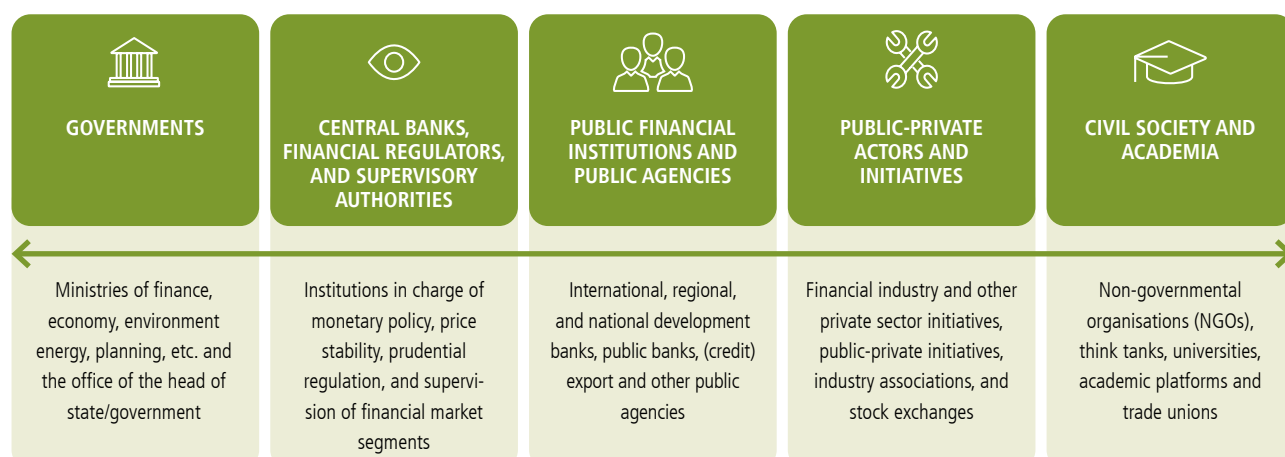 GOVERNMENTS
Ministries of finance,
economy, environment
energy, planning, etc. and
the office of the head of
state/government
CENTRAL BANKS,
FINANCIAL REGULATORS,
AND SUPERVISORY
AUTHORITIES
Institutions in charge of
monetary policy, price
stability, prudential
regulation, and supervi-
sion of financial market
segments
PUBLIC FINANCIAL
INSTITUTIONS AND
PUBLIC AGENCIES
International, regional,
and national development
banks, public banks, (credit)
export and other public
agencies
PUBLIC-PRIVATE
ACTORS AND
INITIATIVES
Financial industry and other
private sector initiatives,
public-private initiatives,
industry associations, and
stock exchanges
CIVIL SOCIETY AND
ACADEMIA
Non-governmental
organisations (NGOs),
think tanks, universities,
academic platforms and
trade unions